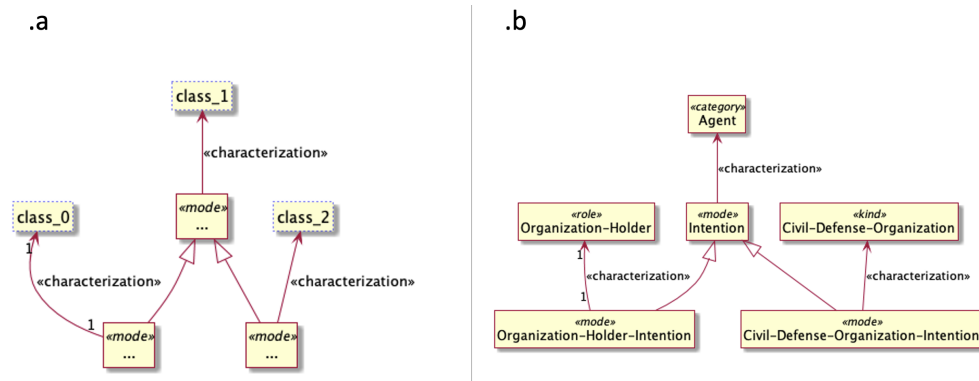 .a
class_1
«characterization»
class_0
«mode»
...
class_2
1
«characterization»
«characterization»
1
«mode»
...
«mode»
...
.b
«category»
Agent
«characterization»
«role»
Organization-Holder
«mode»
Intention
«kind»
Civil-Defense-Organization
1
«characterization»
«characterization»
1
«mode»
Organization-Holder-Intention
«mode»
Civil-Defense-Organization-Intention